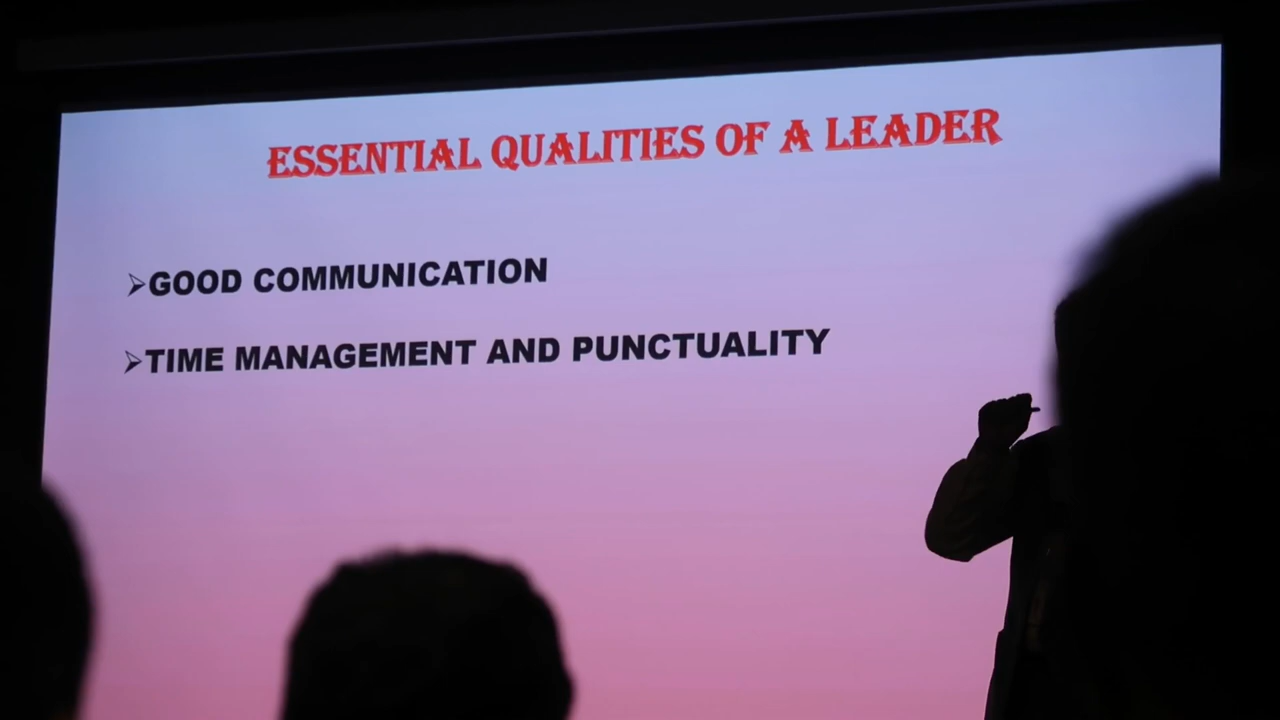 ESSENTIAL QUALITIES OF A LEADER
➢GOOD COMMUNICATION
➢TIME MANAGEMENT AND PUNCTUALITY